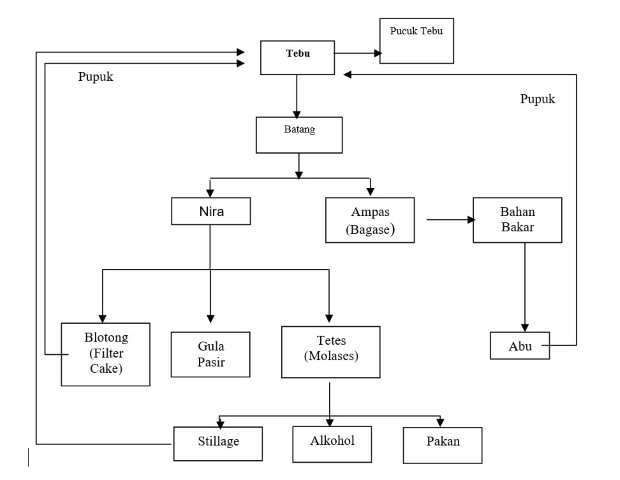 Pucuk Tebu
Tebu
Pupuk
Pupuk
Batang
Nira
Ampas
(Bagase)
Bahan
Bakar
Blotong
(Filter
Cake)
Gula
Pasir
Tetes
(Molases)
Abu
Stillage
Alkohol
Pakan